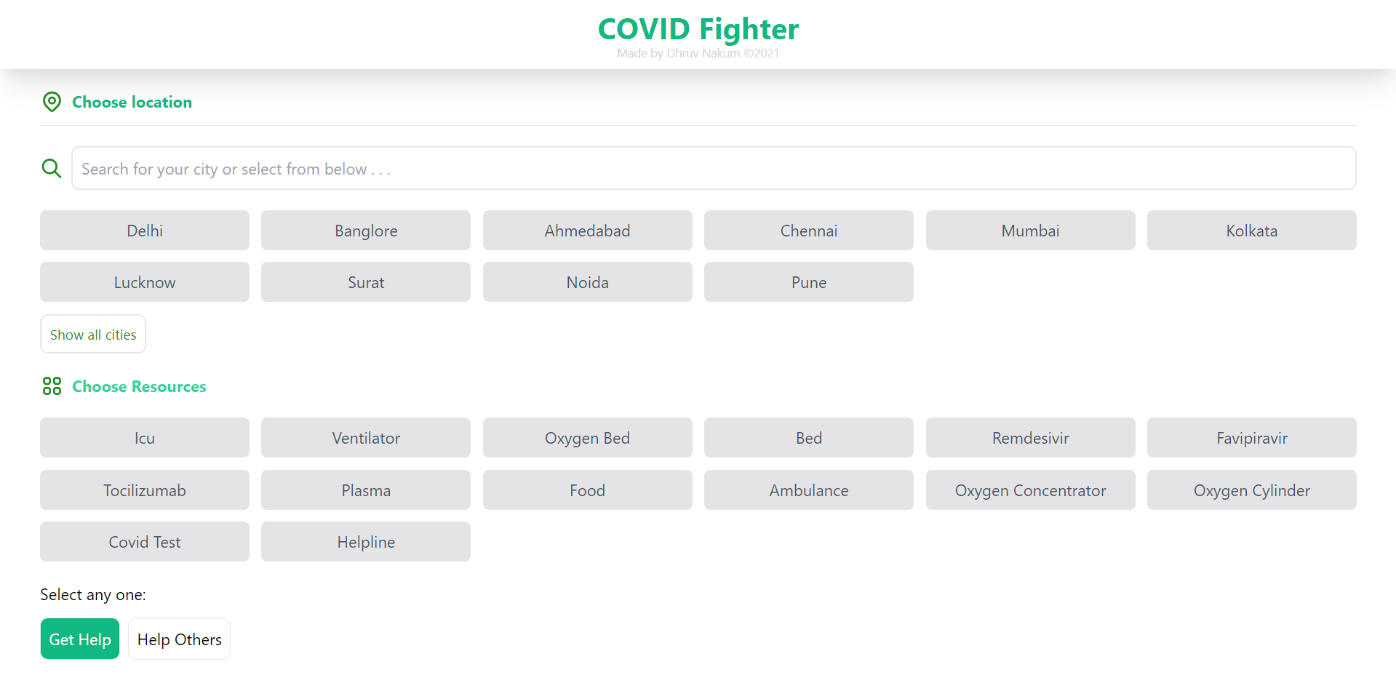 COVID Fighter
Made by Dhruv Nakum ©2021
Choose location
Search for your city or select from below . . .
Delhi Banglore Ahmedabad Chennai Mumbai Kolkata
Lucknow Surat Noida Pune
Show all cities
Choose Resources
Icu Ventilator Oxygen Bed Bed Remdesivir Favipiravir
Tocilizumab Plasma Food Ambulance Oxygen Concentrator Oxygen Cylinder
Covid Test Helpline
Select any one:
Get Help Help Others